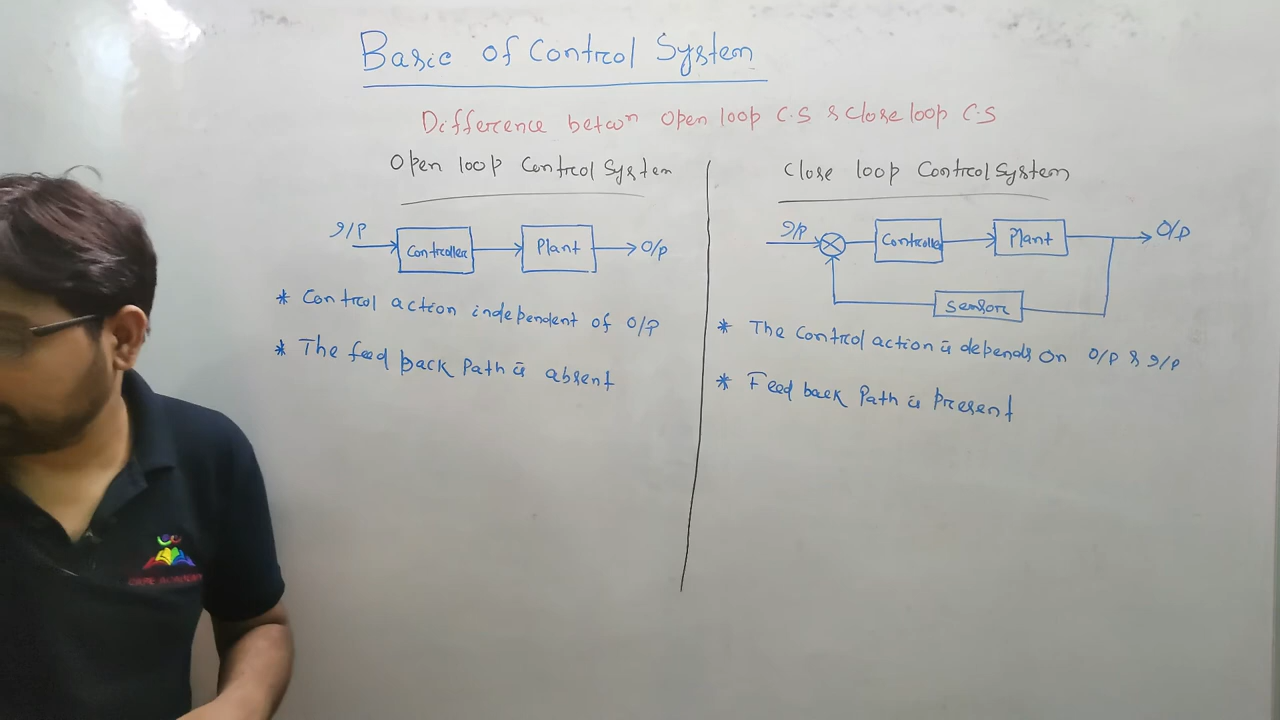 Basic of Control System
Difference betwn Open loop C.S & Close loop C.S
Open loop Control System
I/P
Controller
Plant
O/P
* Control action independent of O/P
* The feed back Path is absent
Close loop Control System
I/P
Controller
Plant
O/P
Sensor
* The Control action is depends on O/P & I/P
* Feed back Path is Present